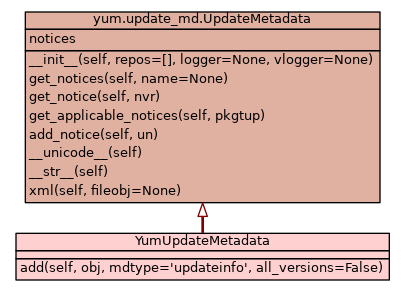 yum.update_md.UpdateMetadata
notices
__init__(self, repos=[], logger=None, vlogger=None)
get_notices(self, name=None)
get_notice(self, nvr)
get_applicable_notices(self, pkgtup)
add_notice(self, un)
__unicode__(self)
__str__(self)
xml(self, fileobj=None)
YumUpdateMetadata
add(self, obj, mdtype='updateinfo', all_versions=False)